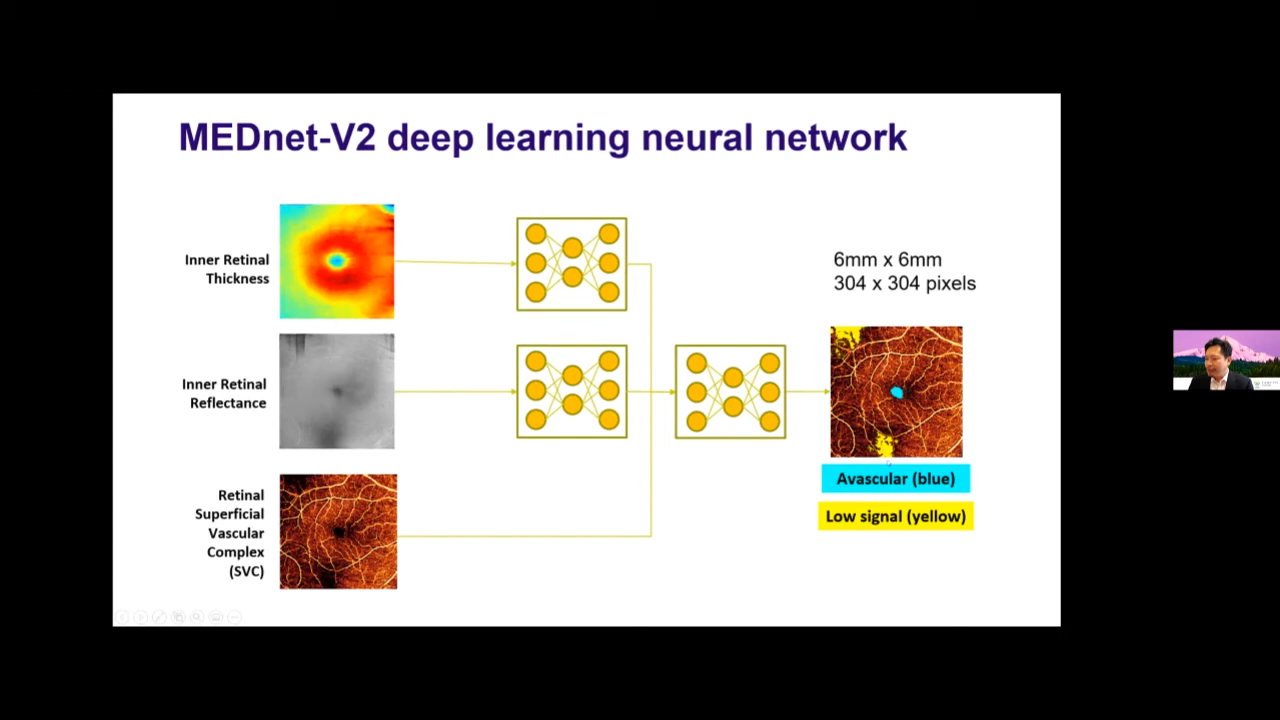 MEDnet-V2 deep learning neural network
Inner Retinal
Thickness
6mm x 6mm
304 x 304 pixels
Inner Retinal
Reflectance
Avascular (blue)
Low signal (yellow)
Retinal
Superficial
Vascular
Complex
(SVC)